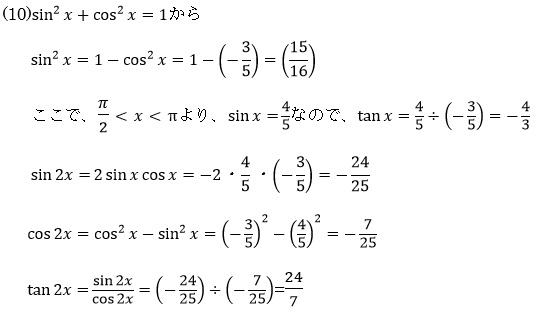 (10)sin² x + cos² x = 1から
sin² x = 1 − cos² x = 1 − (−3/5) = (15/16)
ここで、π/2 < x < πより、sin x = 4/5なので、tan x = 4/5 ÷ (−3/5) = −4/3
sin 2x = 2 sin x cos x = −2 ・ 4/5 ・ (−3/5) = −24/25
cos 2x = cos² x − sin² x = (−3/5)² − (4/5)² = −7/25
tan 2x = sin 2x/cos 2x = (−24/25) ÷ (−7/25)=24/7